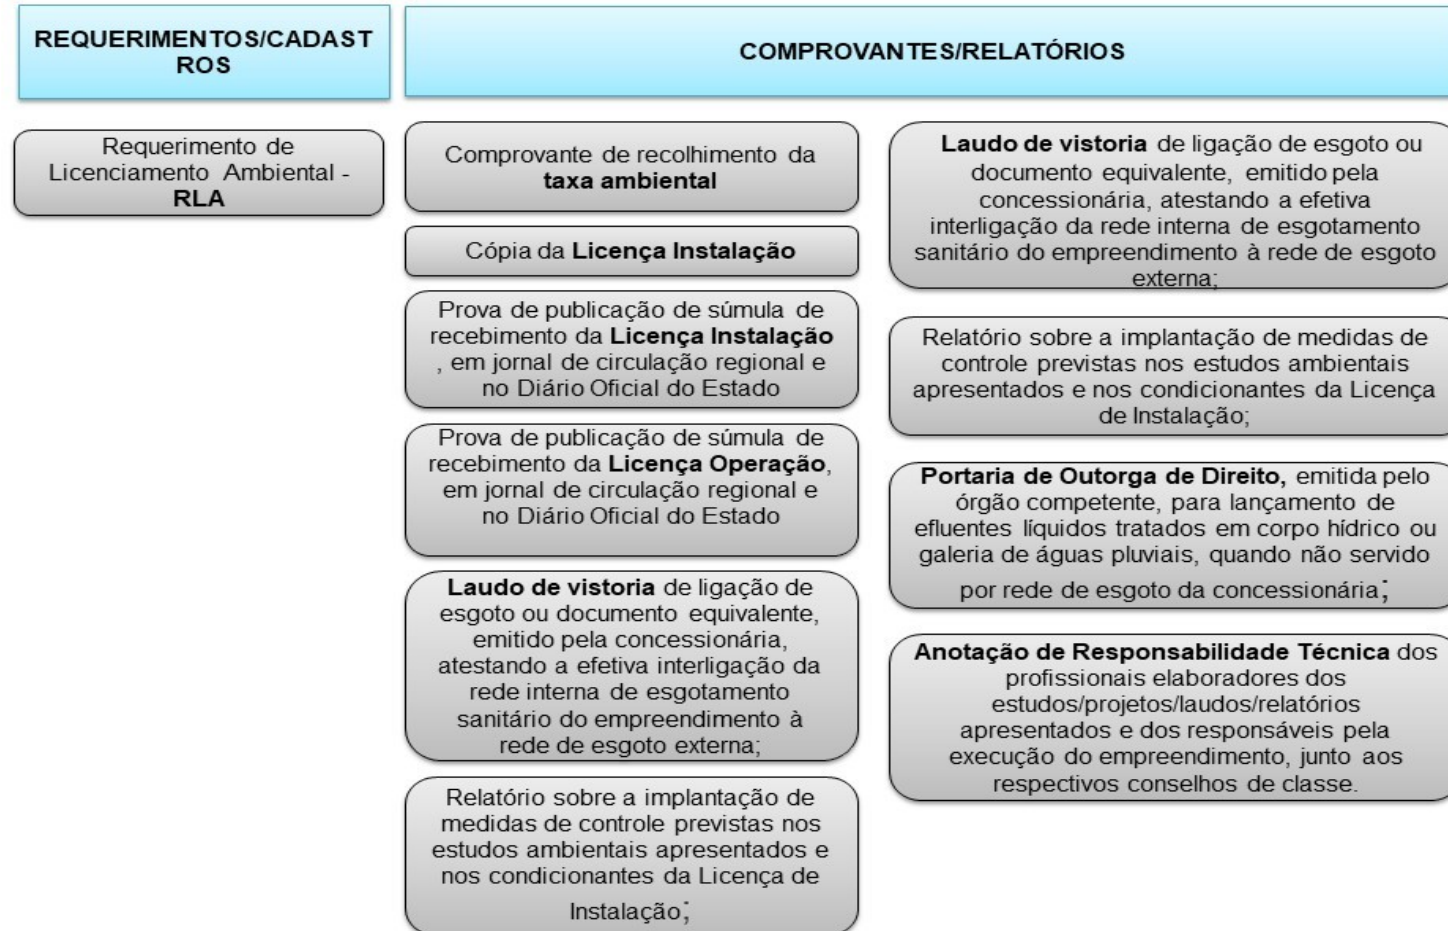 REQUERIMENTOS/CADAST
ROS
COMPROVANTES/RELATÓRIOS
Requerimento de
Licenciamento Ambiental -
RLA
Comprovante de recolhimento da
taxa ambiental
Cópia da Licença Instalação
Prova de publicação de súmula de
recebimento da Licença Instalação
, em jornal de circulação regional e
no Diário Oficial do Estado
Prova de publicação de súmula de
recebimento da Licença Operação,
em jornal de circulação regional e
no Diário Oficial do Estado
Laudo de vistoria de ligação de
esgoto ou documento equivalente,
emitido pela concessionária,
atestando a efetiva interligação da
rede interna de esgotamento
sanitário do empreendimento à
rede de esgoto externa;
Relatório sobre a implantação de
medidas de controle previstas nos
estudos ambientais apresentados e
nos condicionantes da Licença de
Instalação;
Laudo de vistoria de ligação de esgoto ou
documento equivalente, emitido pela
concessionária, atestando a efetiva
interligação da rede interna de esgotamento
sanitário do empreendimento à rede de esgoto
externa;
Relatório sobre a implantação de medidas de
controle previstas nos estudos ambientais
apresentados e nos condicionantes da Licença
de Instalação;
Portaria de Outorga de Direito, emitida pelo
órgão competente, para lançamento de
efluentes líquidos tratados em corpo hídrico ou
galeria de águas pluviais, quando não servido
por rede de esgoto da concessionária;
Anotação de Responsabilidade Técnica dos
profissionais elaboradores dos
estudos/projetos/laudos/relatórios
apresentados e dos responsáveis pela
execução do empreendimento, junto aos
respectivos conselhos de classe.